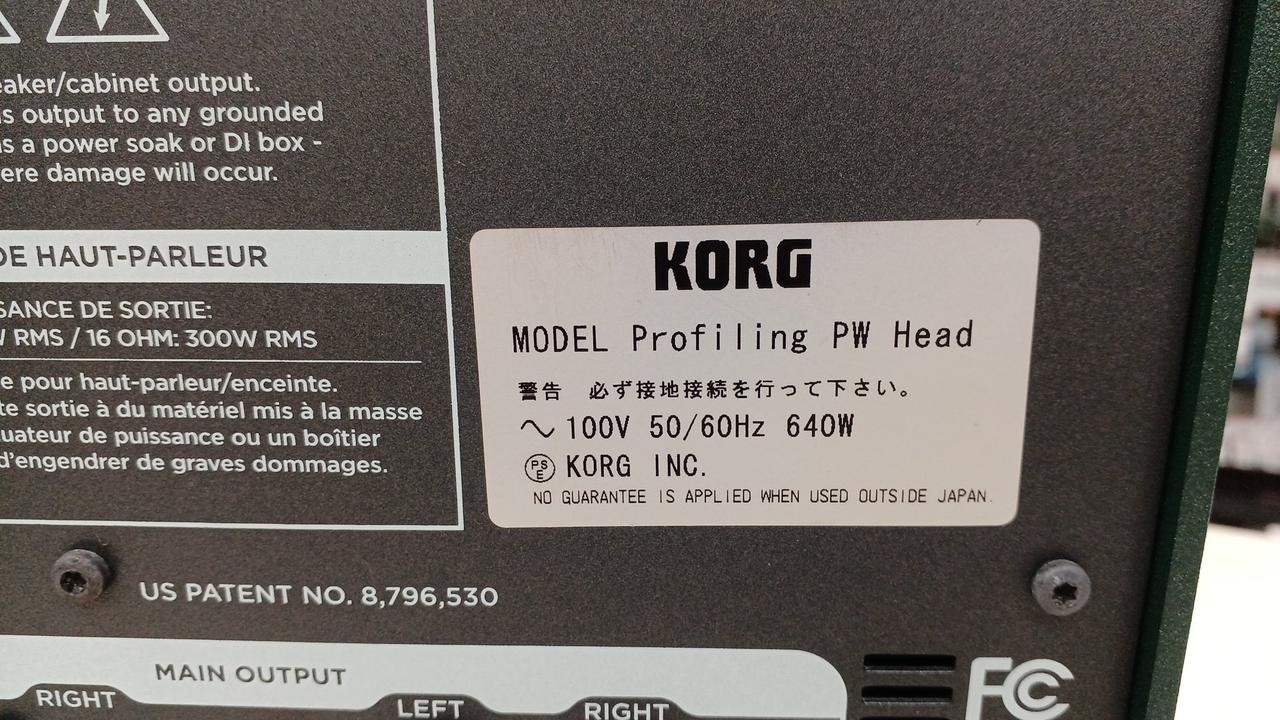 eaker/cabinet output.
is output to any grounded
as a power soak or DI box -
ere damage will occur.
DE HAUT-PARLEUR
SANCE DE SORTIE:
W RMS / 16 OHM: 300W RMS
e pour haut-parleur/enceinte.
te sortie à du matériel mis à la masse
uateur de puissance ou un boîtier
d'engendrer de graves dommages.
KORG
MODEL Profiling PW Head
警告 必ず接地接続を行って下さい。
~ 100V 50/60Hz 640W
PSE KORG INC.
NO GUARANTEE IS APPLIED WHEN USED OUTSIDE JAPAN.
US PATENT NO. 8,796,530
MAIN OUTPUT
RIGHT LEFT RIGHT
FC